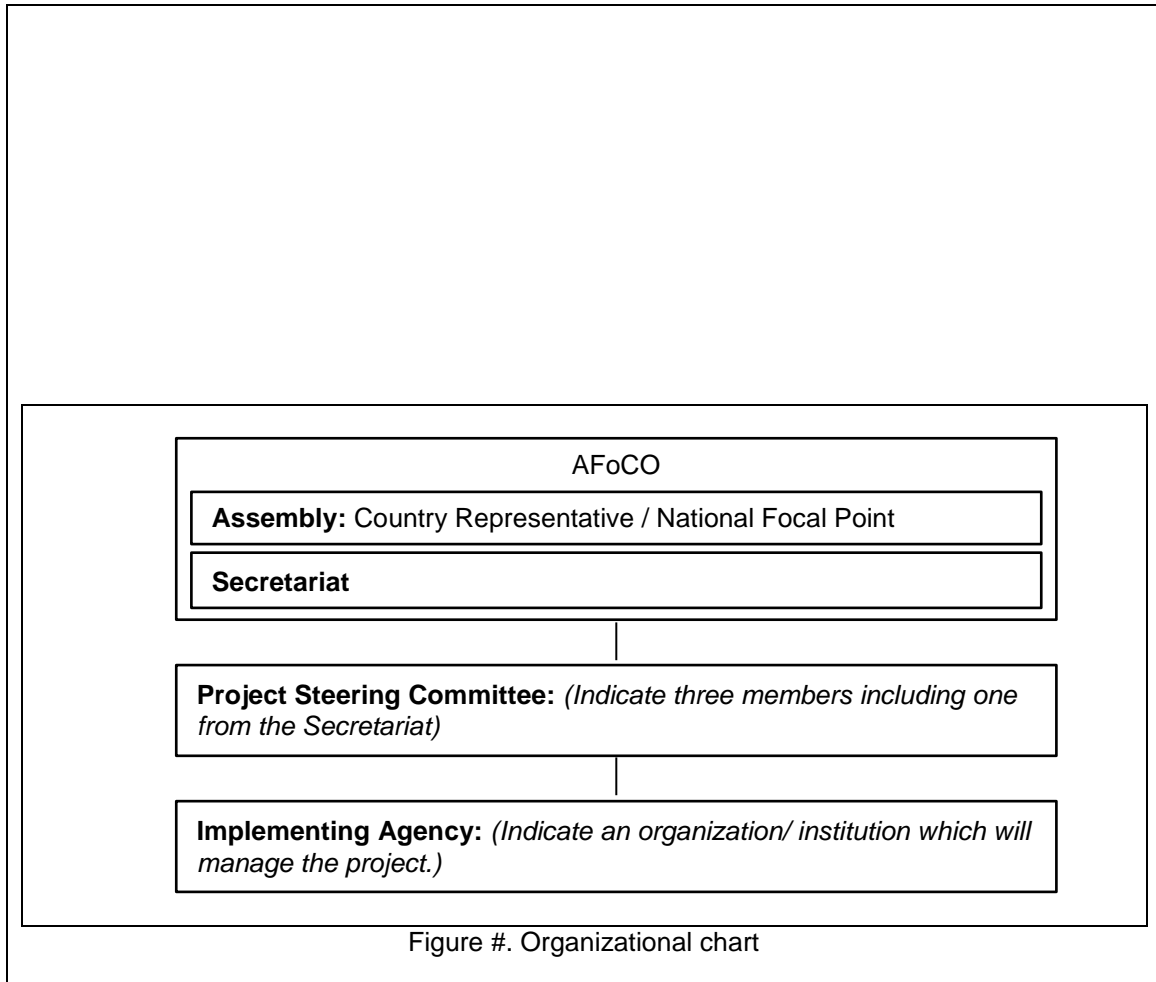 AFoCO
Assembly: Country Representative / National Focal Point
Secretariat
Project Steering Committee: (Indicate three members including one
from the Secretariat)
Implementing Agency: (Indicate an organization/ institution which will
manage the project.)
Figure #. Organizational chart